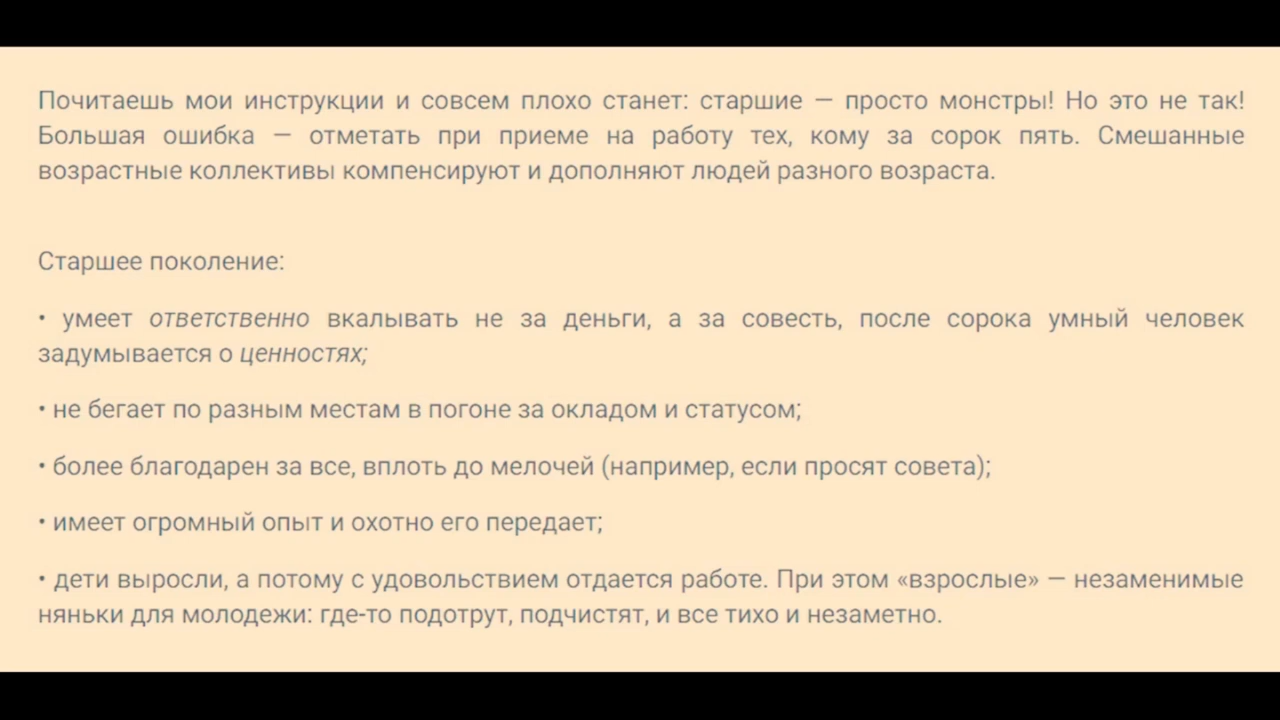 Почитаешь мои инструкции и совсем плохо станет: старшие — просто монстры! Но это не так!
Большая ошибка — отметать при приеме на работу тех, кому за сорок пять. Смешанные
возрастные коллективы компенсируют и дополняют людей разного возраста.
Старшее поколение:
• умеет ответственно вкалывать не за деньги, а за совесть, после сорока умный человек
задумывается о ценностях;
• не бегает по разным местам в погоне за окладом и статусом;
• более благодарен за все, вплоть до мелочей (например, если просят совета);
• имеет огромный опыт и охотно его передает;
• дети выросли, а потому с удовольствием отдается работе. При этом «взрослые» — незаменимые
няньки для молодежи: где-то подотрут, подчистят, и все тихо и незаметно.